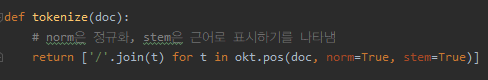 def tokenize(doc):
# norm은 정규화, stem은 근어로 표시하기를 나타냄
return ['/'.join(t) for t in okt.pos(doc, norm=True, stem=True)]